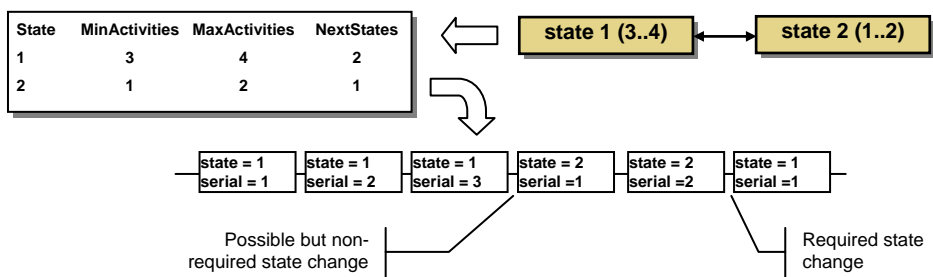 State MinActivities MaxActivities NextStates
1 3 4 2
2 1 2 1
state 1 (3..4)
state 2 (1..2)
state = 1
serial = 1
state = 1
serial = 2
state = 1
serial = 3
state = 2
serial =1
state = 2
serial =2
state = 1
serial =1
Possible but non-
required state change
Required state
change